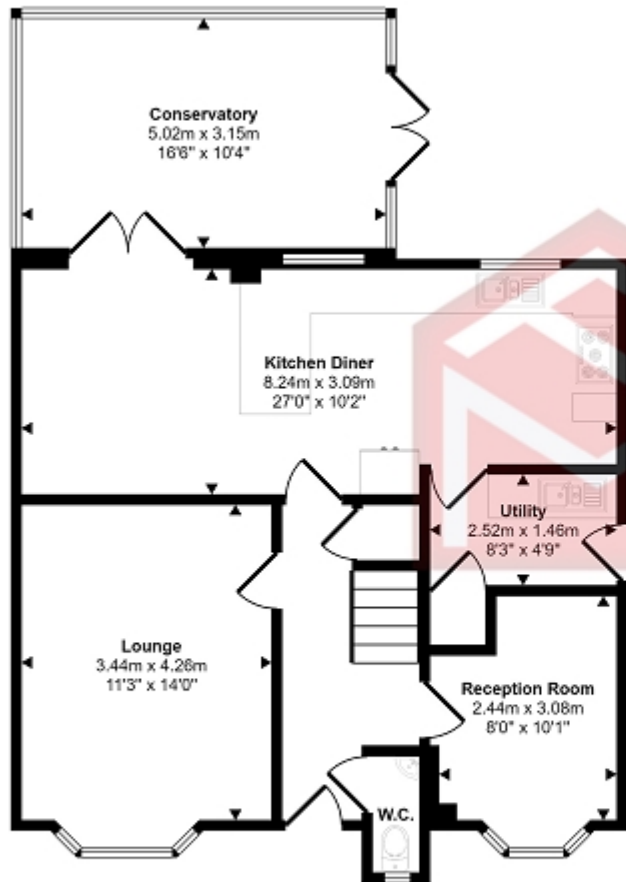 Conservatory
5.02m x 3.15m
16'6" x 10'4"
Kitchen Diner
8.24m x 3.09m
27'0" x 10'2"
Utility
2.52m x 1.46m
8'3" x 4'9"
Lounge
3.44m x 4.26m
11'3" x 14'0"
Reception Room
2.44m x 3.08m
8'0" x 10'1"
W.C.